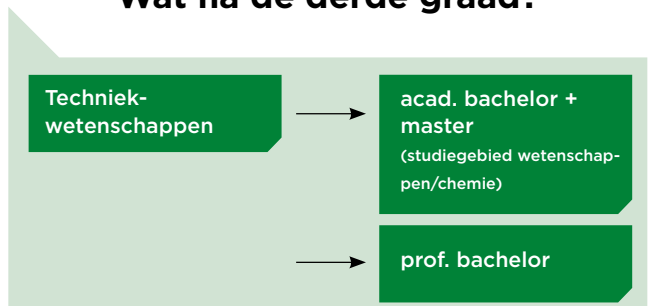 Wat na de derde graad?
Techniek-
wetenschappen
acad. bachelor +
master
(studiegebied wetenschap-
pen/chemie)
prof. bachelor